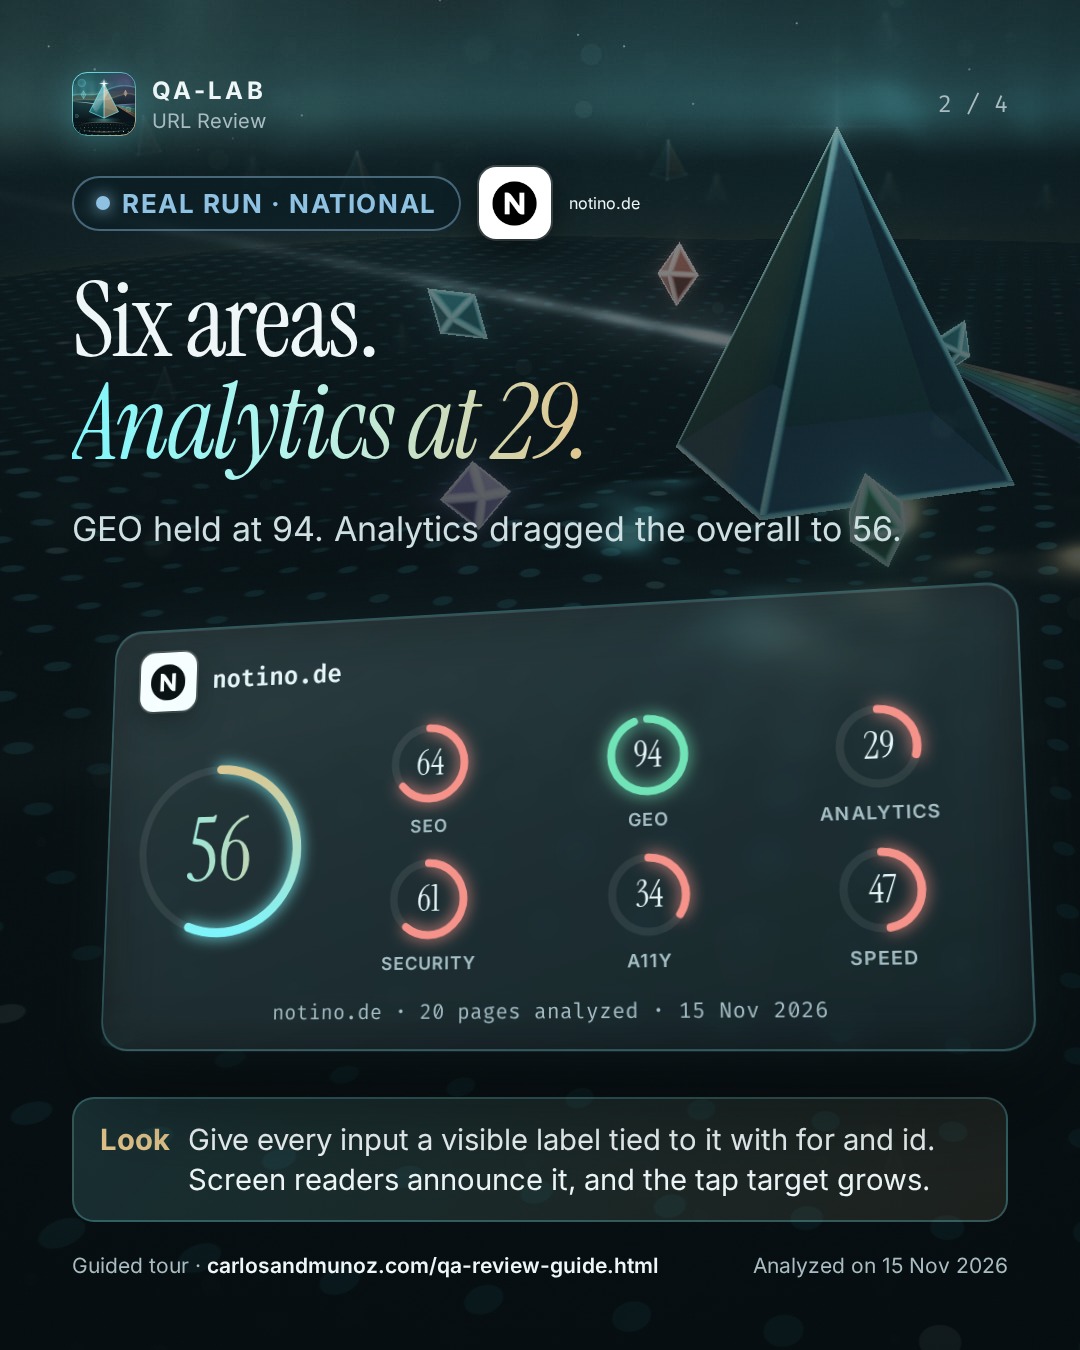 QA-LAB
URL Review
2 / 4
REAL RUN · NATIONAL
N
notino.de
Six areas.
Analytics at 29.
GEO held at 94. Analytics dragged the overall to 56.
N
notino.de
56
64
SEO
94
GEO
29
ANALYTICS
61
SECURITY
34
A11Y
47
SPEED
notino.de · 20 pages analyzed · 15 Nov 2026
Look
Give every input a visible label tied to it with for and id.
Screen readers announce it, and the tap target grows.
Guided tour · carlosandmunoz.com/qa-review-guide.html
Analyzed on 15 Nov 2026